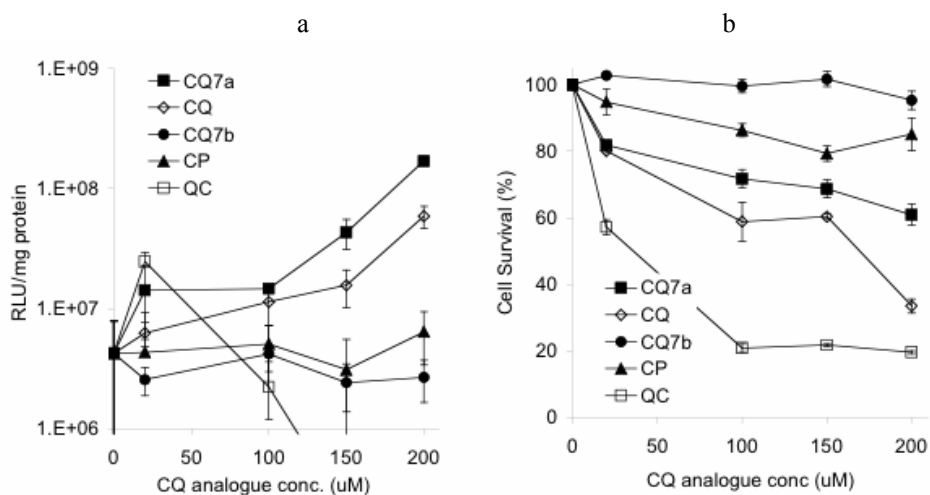 a
1.E+09
1.E+08
1.E+07
1.E+06
RLU/mg protein
CQ7a
CQ
CQ7b
CP
QC
0
50
100
150
200
CQ analogue conc. (uM)
b
100
80
60
40
20
0
Cell Survival (%)
CQ7a
CQ
CQ7b
CP
QC
0
50
100
150
200
CQ analogue conc (uM)